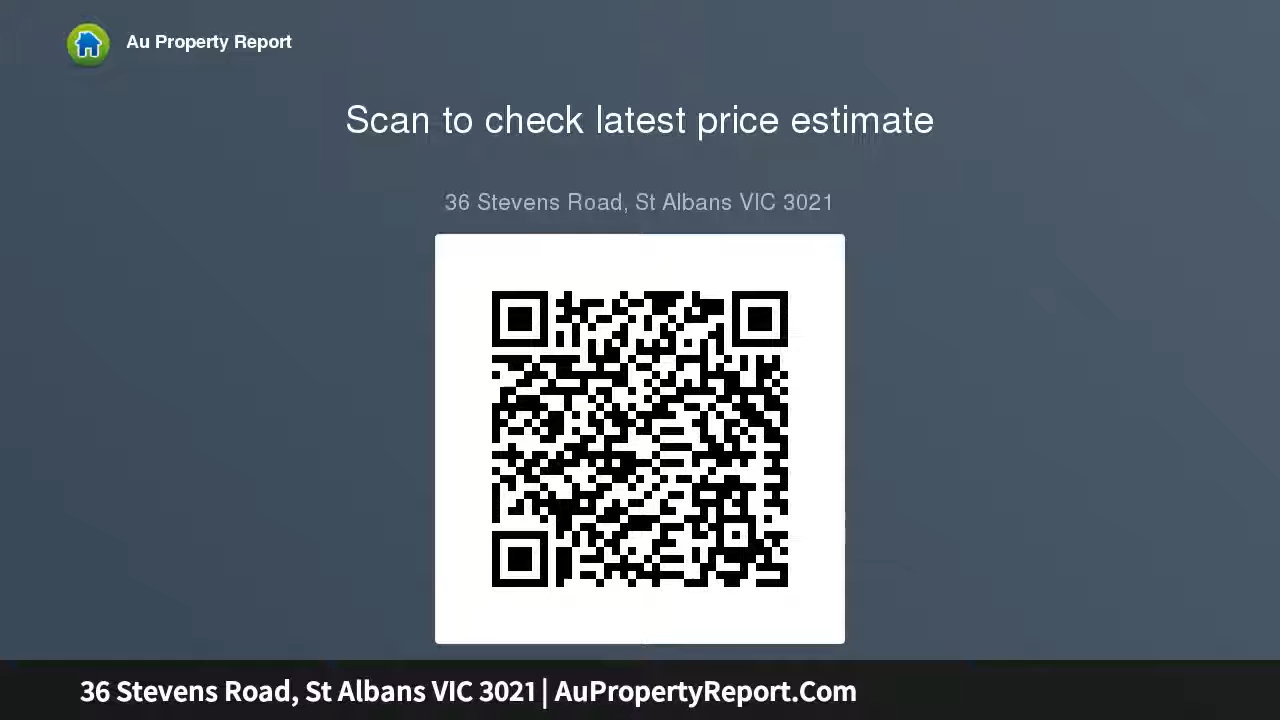 Au Property Report
Scan to check latest price estimate
36 Stevens Road, St Albans VIC 3021
36 Stevens Road, St Albans VIC 3021 | AuPropertyReport.Com